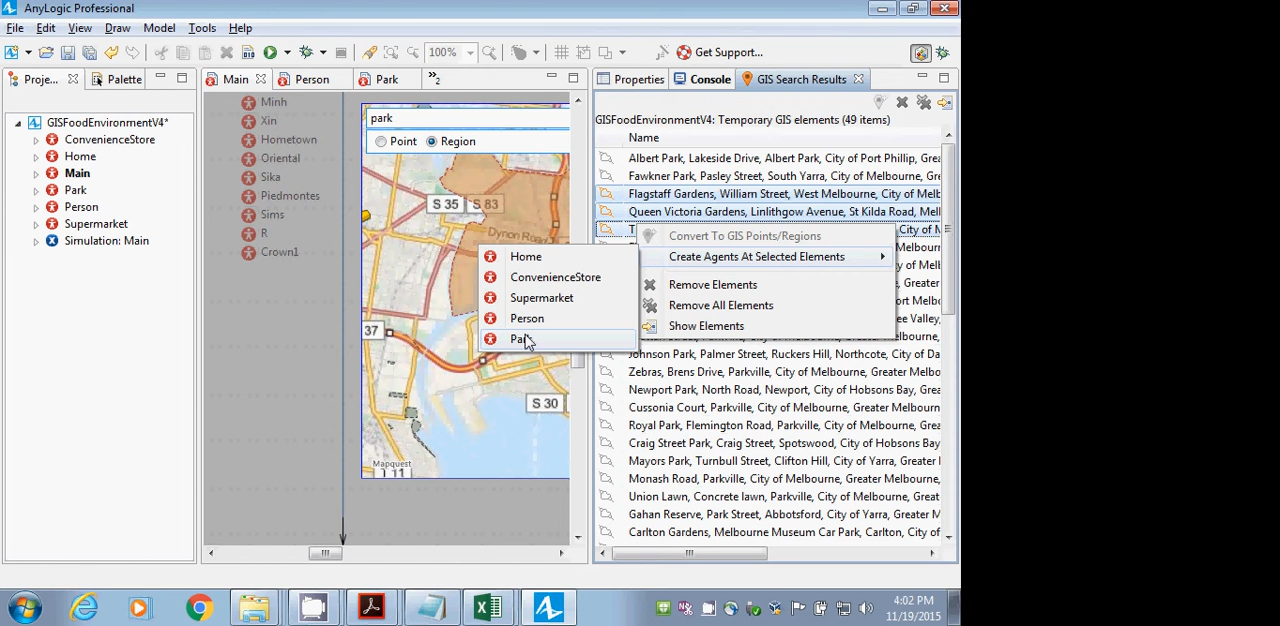 AnyLogic Professional
File Edit View Draw Model Tools Help
100% Get Support...
Proje... Palette Main Person Park »2 Properties Console GIS Search Results
GISFoodEnvironmentV4*
ConvenienceStore
Home
Main
Park
Person
Supermarket
Simulation: Main
Minh
Xin
Hometown
Oriental
Sika
Piedmontes
Sims
R
Crown1
park
Point Region
S 35 S 83
Dynon Road
37
S 30
Mapquest
GISFoodEnvironmentV4: Temporary GIS elements (49 items)
Name
Albert Park, Lakeside Drive, Albert Park, City of Port Phillip, Grea
Fawkner Park, Pasley Street, South Yarra, City of Melbourne, Gre
Flagstaff Gardens, William Street, West Melbourne, City of Melb
Queen Victoria Gardens, Linlithgow Avenue, St Kilda Road, Mel
T , City of M
Convert To GIS Points/Regions
Create Agents At Selected Elements
Remove Elements
Remove All Elements
Show Elements
Home
ConvenienceStore
Supermarket
Person
Park
Johnson Park, Palmer Street, Ruckers Hill, Northcote, City of Dar
Zebras, Brens Drive, Parkville, City of Melbourne, Greater Melbo
Newport Park, North Road, Newport, City of Hobsons Bay, Great
Cussonia Court, Parkville, City of Melbourne, Greater Melbourn
Royal Park, Flemington Road, Parkville, City of Melbourne, Grea
Craig Street Park, Craig Street, Spotswood, City of Hobsons Bay
Mayors Park, Turnbull Street, Clifton Hill, City of Yarra, Greater I
Monash Road, Parkville, City of Melbourne, Greater Melbourne,
Union Lawn, Concrete lawn, Parkville, City of Melbourne, Greate
Gahan Reserve, Park Street, Abbotsford, City of Yarra, Greater M
Carlton Gardens, Melbourne Museum Car Park, Carlton, City of
4:02 PM
11/19/2015